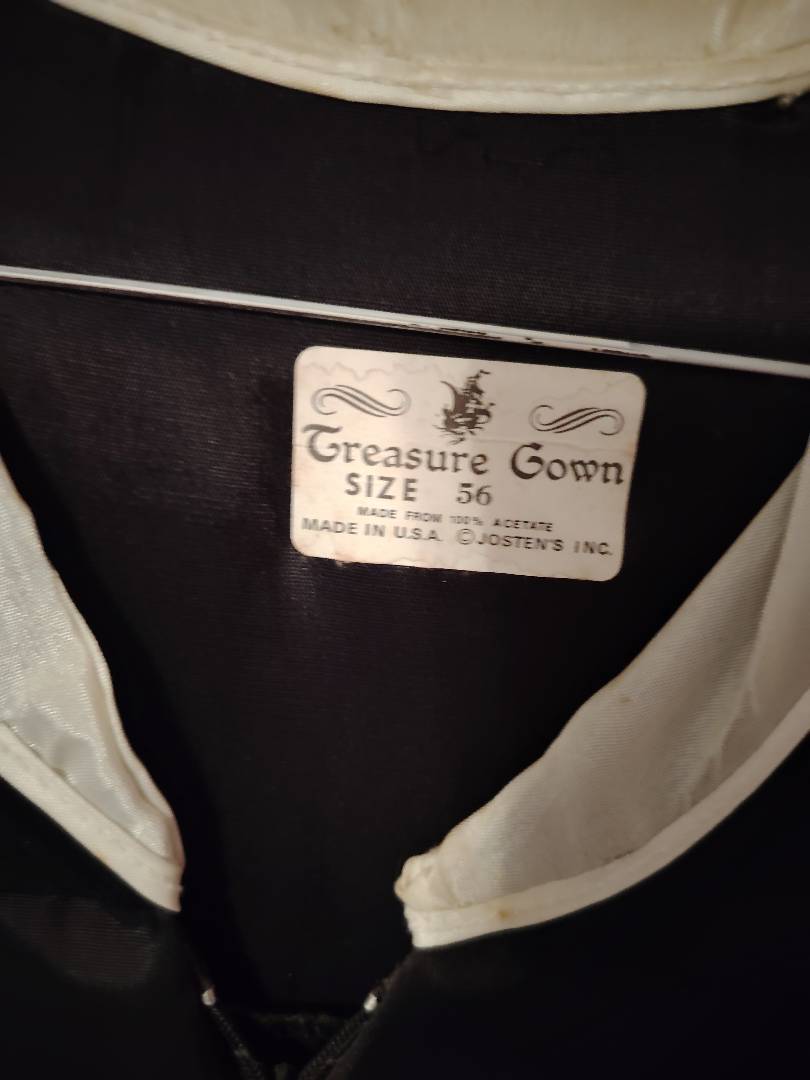 Treasure Gown
SIZE 56
MADE FROM 100% ACETATE
MADE IN U.S.A. ©JOSTEN'S INC.